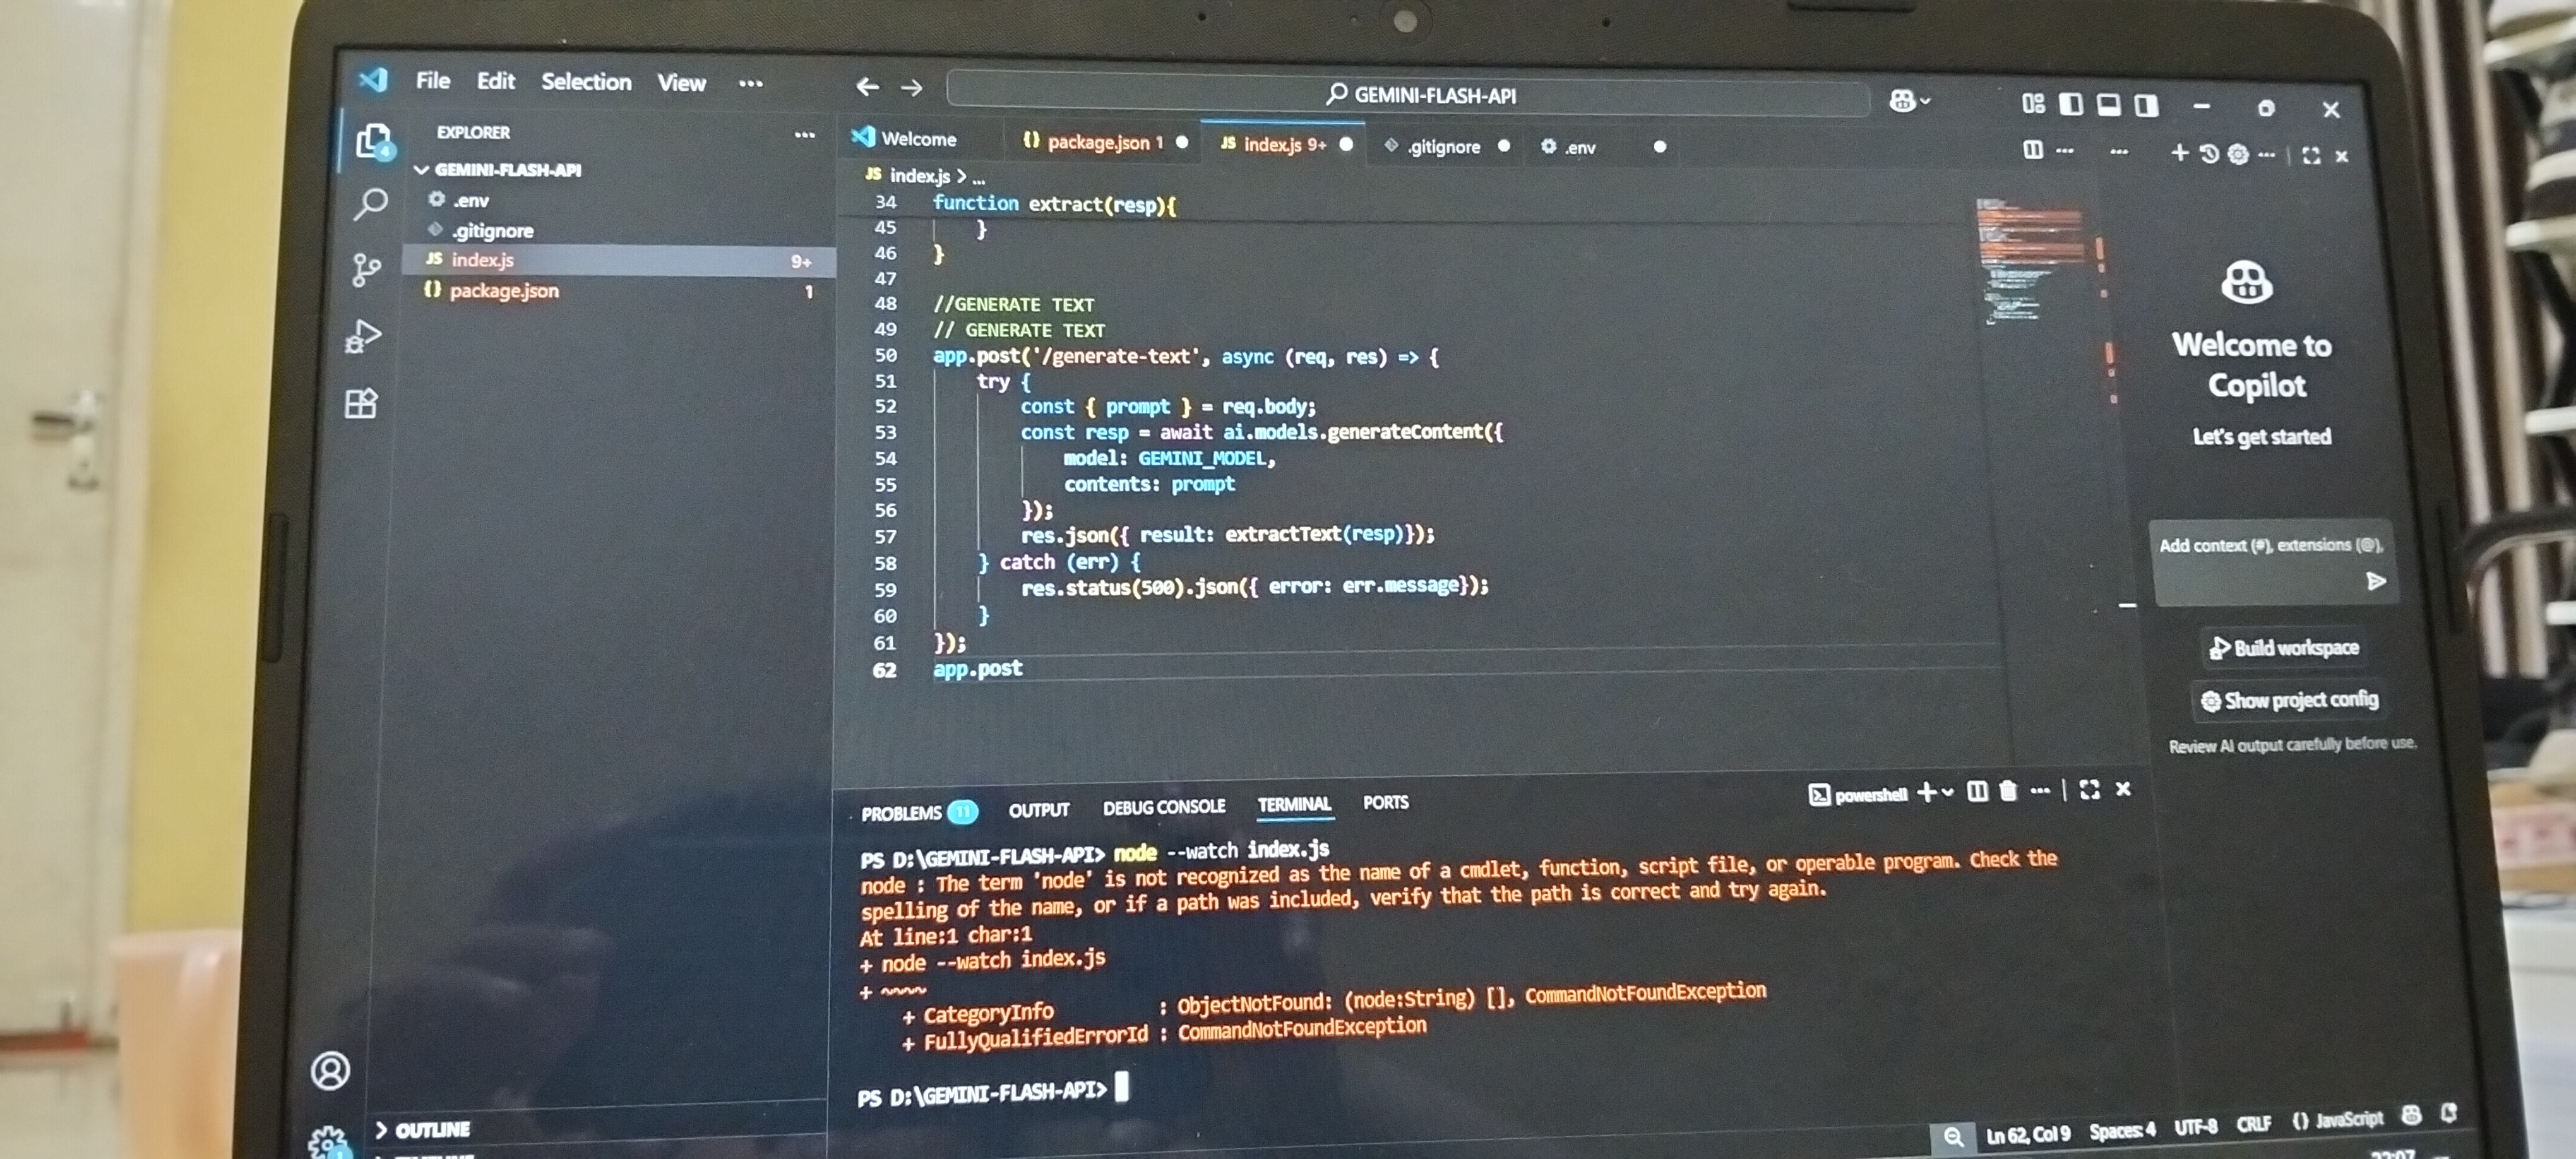 File Edit Selection View ...
GEMINI-FLASH-API
EXPLORER ...
GEMINI-FLASH-API
.env
.gitignore
JS index.js 9+
{} package.json 1
4
Welcome
{} package.json 1
JS index.js 9+
.gitignore
.env
JS index.js > ...
34 function extract(resp){
45 }
46 }
47
48 //GENERATE TEXT
49 // GENERATE TEXT
50 app.post('/generate-text', async (req, res) => {
51 try {
52 const { prompt } = req.body;
53 const resp = await ai.models.generateContent({
54 model: GEMINI_MODEL,
55 contents: prompt
56 });
57 res.json({ result: extractText(resp)});
58 } catch (err) {
59 res.status(500).json({ error: err.message});
60 }
61 });
62 app.post
Welcome to
Copilot
Let's get started
Add context (#), extensions (@),
Build workspace
Show project config
Review AI output carefully before use.
PROBLEMS 11 OUTPUT DEBUG CONSOLE TERMINAL PORTS
powershell
PS D:\GEMINI-FLASH-API> node --watch index.js
node : The term 'node' is not recognized as the name of a cmdlet, function, script file, or operable program. Check the
spelling of the name, or if a path was included, verify that the path is correct and try again.
At line:1 char:1
+ node --watch index.js
+ ~~~~
+ CategoryInfo : ObjectNotFound: (node:String) [], CommandNotFoundException
+ FullyQualifiedErrorId : CommandNotFoundException
PS D:\GEMINI-FLASH-API>
OUTLINE
1
Ln 62, Col 9 Spaces: 4 UTF-8 CRLF {} JavaScript